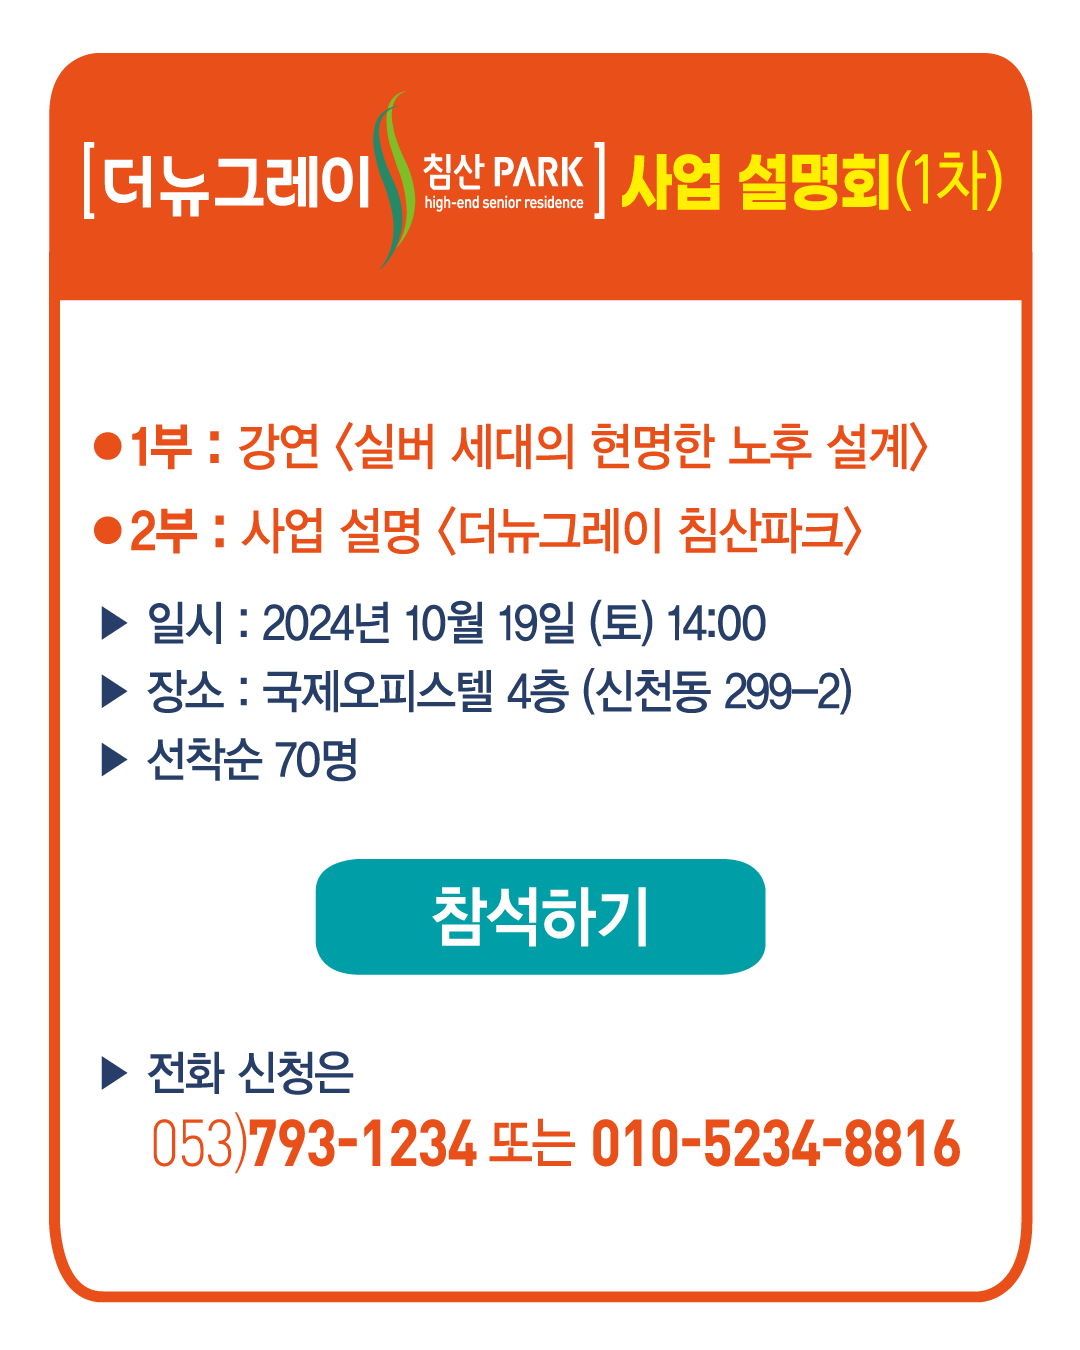 [더뉴그레이 침산 PARK] 사업 설명회(1차)
high-end senior residence
●1부 : 강연 〈실버 세대의 현명한 노후 설계〉
●2부 : 사업 설명 〈더뉴그레이 침산파크〉
▶ 일시 : 2024년 10월 19일 (토) 14:00
▶ 장소 : 국제오피스텔 4층 (신천동 299-2)
▶ 선착순 70명
참석하기
▶ 전화 신청은
053)793-1234 또는 010-5234-8816